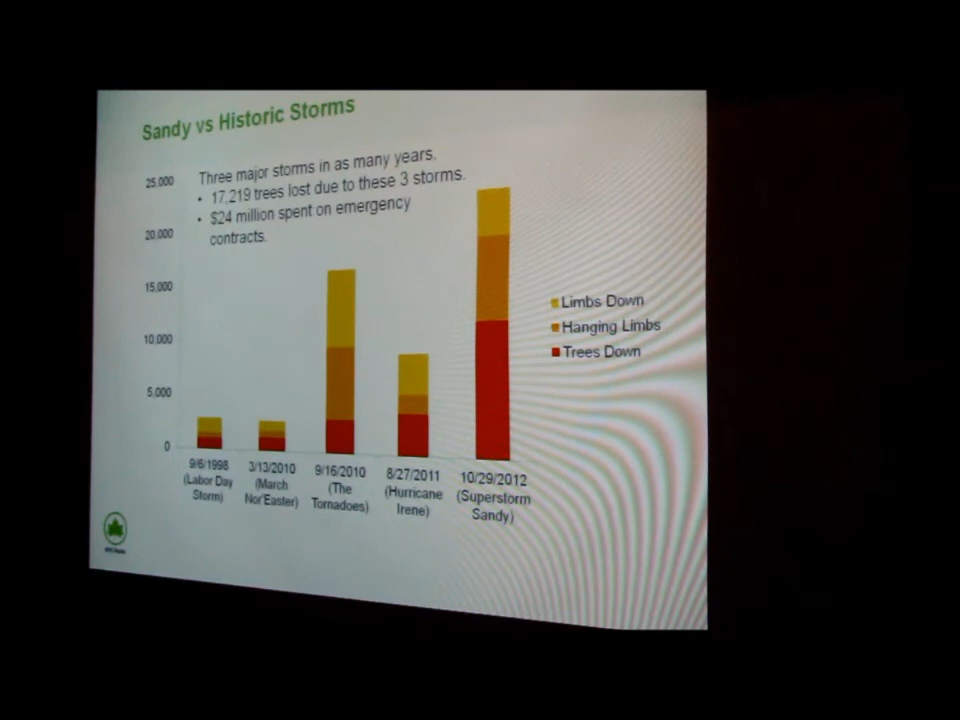 Sandy vs Historic Storms
Three major storms in as many years.
• 17,219 trees lost due to these 3 storms.
• $24 million spent on emergency
contracts.
25,000
20,000
15,000
10,000
5,000
0
Limbs Down
Hanging Limbs
Trees Down
9/6/1998
(Labor Day
Storm)
3/13/2010
(March
Nor'Easter)
9/16/2010
(The
Tornadoes)
8/27/2011
(Hurricane
Irene)
10/29/2012
(Superstorm
Sandy)
NYC Parks